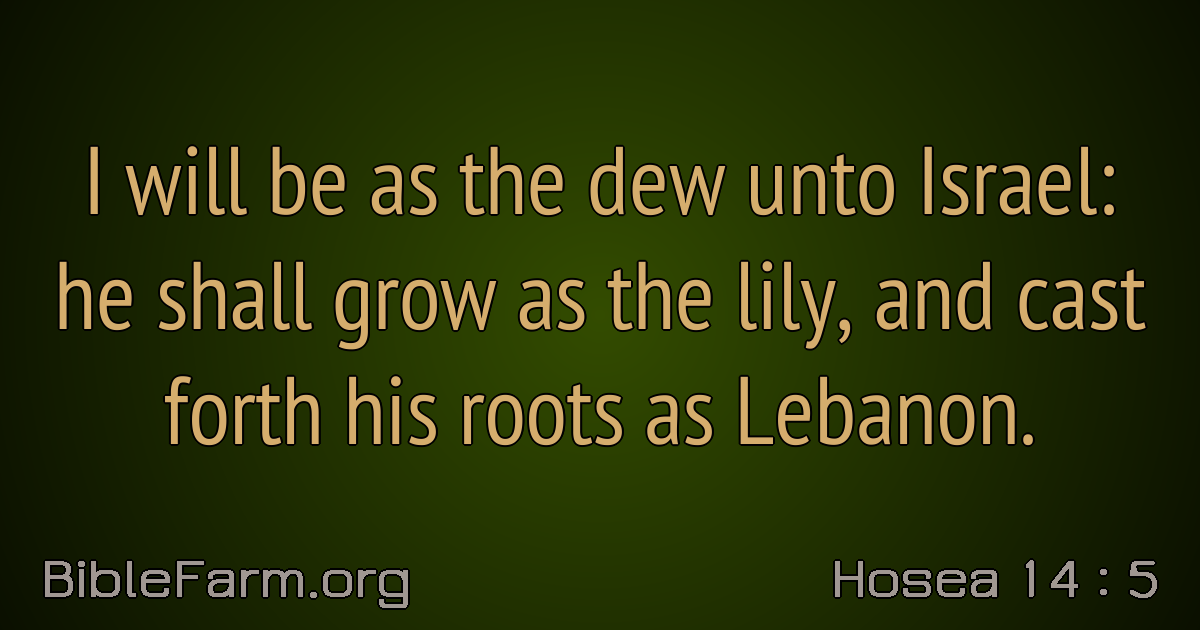 I will be as the dew unto Israel:
he shall grow as the lily, and cast
forth his roots as Lebanon.
BibleFarm.org
Hosea 14 : 5